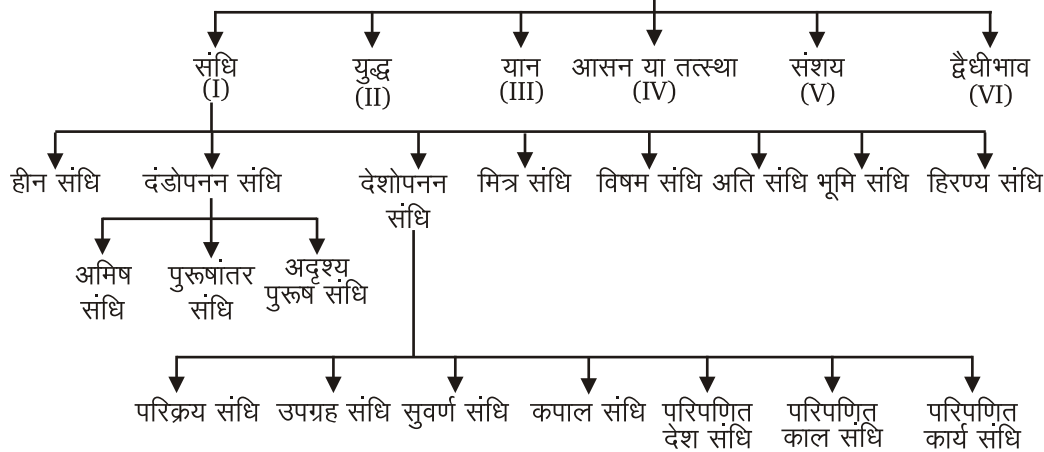 संधि युद्ध यान आसन या तत्स्था संशय द्वैधीभाव
(I) (II) (III) (IV) (V) (VI)
हीन संधि दंडोपनन संधि देशोपनन मित्र संधि विषम संधि अति संधि भूमि संधि हिरण्य संधि
संधि
अमिष पुरूषांतर अदृश्य
संधि संधि पुरूष संधि
परिक्रय संधि उपग्रह संधि सुवर्ण संधि कपाल संधि परिपणित परिपणित परिपणित
देश संधि काल संधि कार्य संधि